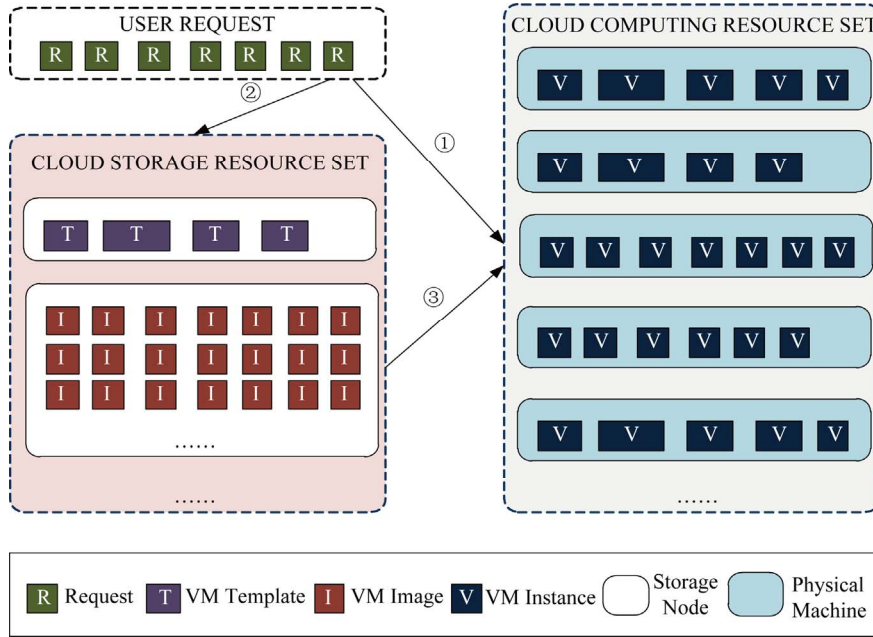 USER REQUEST
R R R R R R R
②
①
CLOUD STORAGE RESOURCE SET
T T T T
③
I I I I I I I
I I I I I I I
I I I I I I I
......
......
CLOUD COMPUTING RESOURCE SET
V V V V V
V V V V
V V V V V V V
V V V V V V
V V V V V
......
R Request T VM Template I VM Image V VM Instance Storage Node Physical Machine